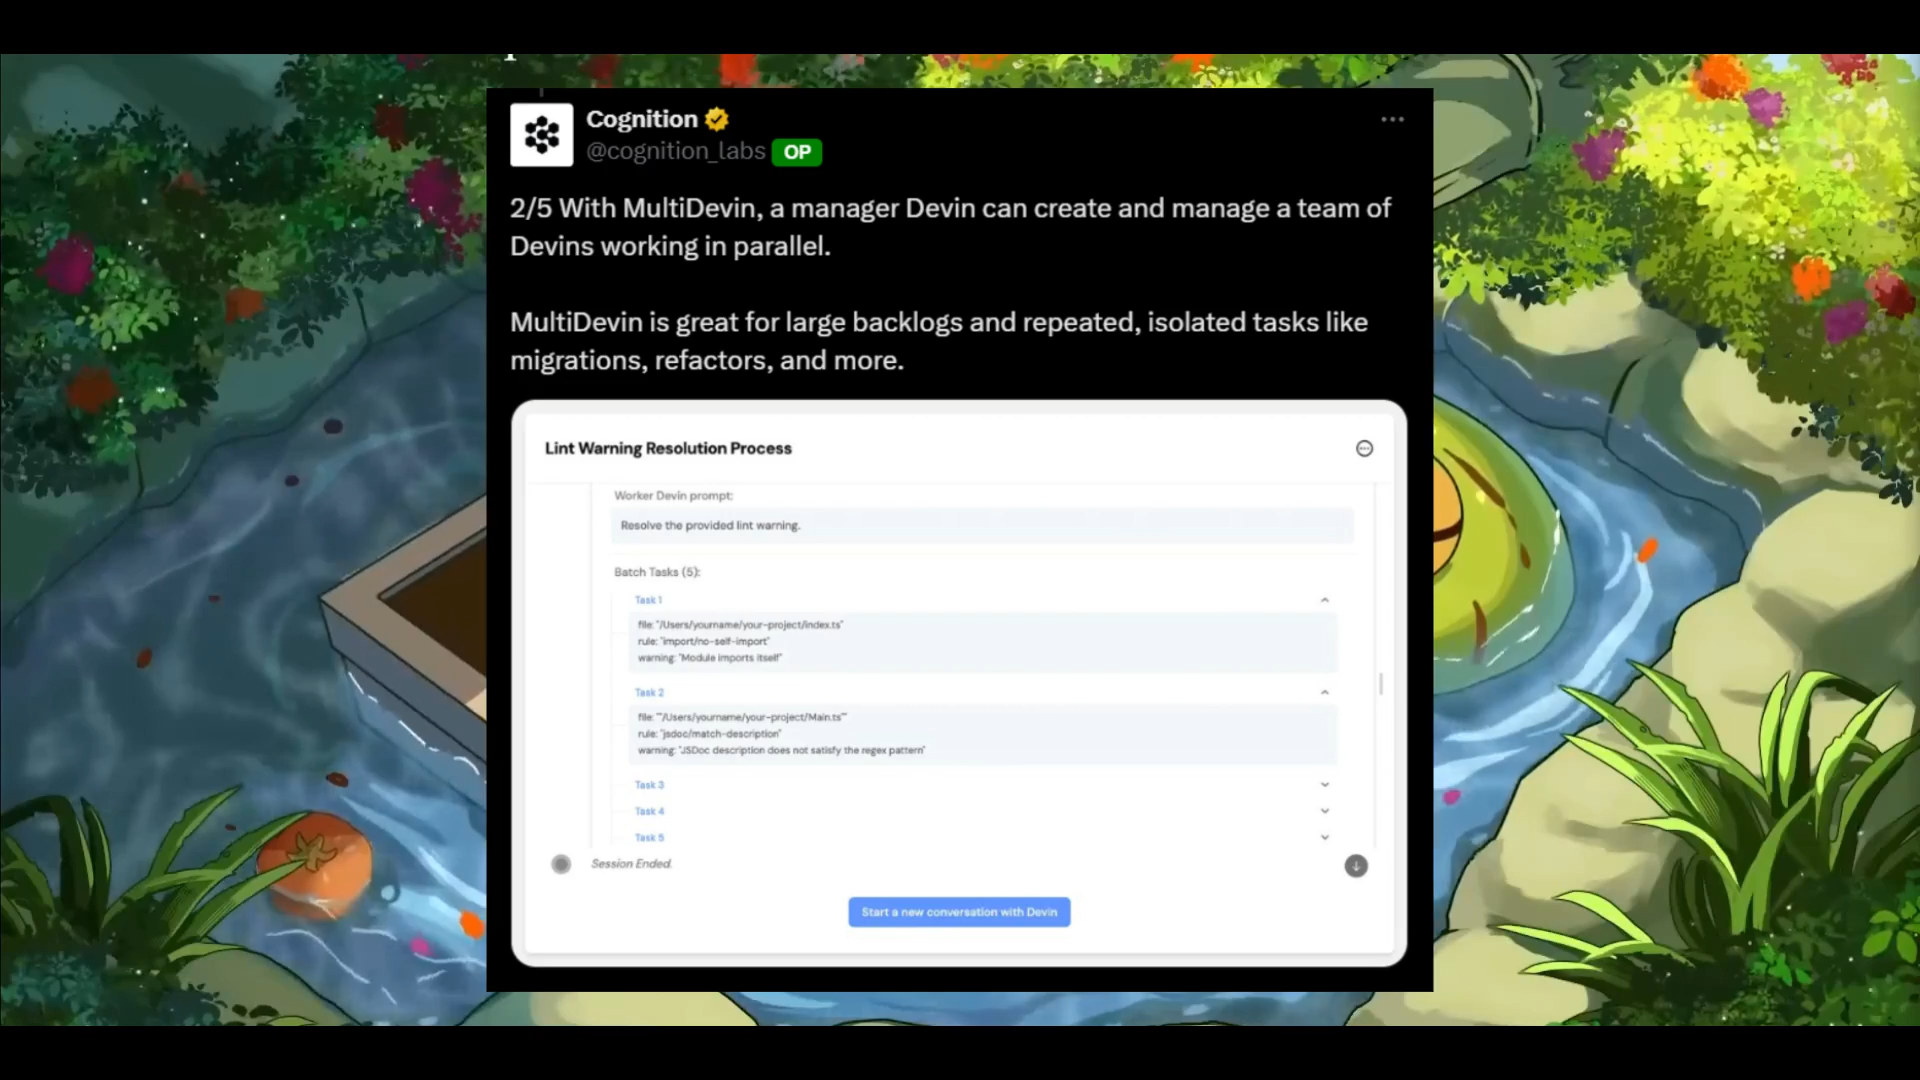 Cognition
@cognition_labs OP
2/5 With MultiDevin, a manager Devin can create and manage a team of
Devins working in parallel.
MultiDevin is great for large backlogs and repeated, isolated tasks like
migrations, refactors, and more.
Lint Warning Resolution Process
Worker Devin prompt:
Resolve the provided lint warning.
Batch Tasks (5):
Task 1
file: "/Users/yourname/your-project/index.ts"
rule: "import/no-self-import"
warning: "Module imports itself"
Task 2
file: ""/Users/yourname/your-project/Main.ts""
rule: "jsdoc/match-description"
warning: "JSDoc description does not satisfy the regex pattern"
Task 3
Task 4
Task 5
Session Ended.
Start a new conversation with Devin